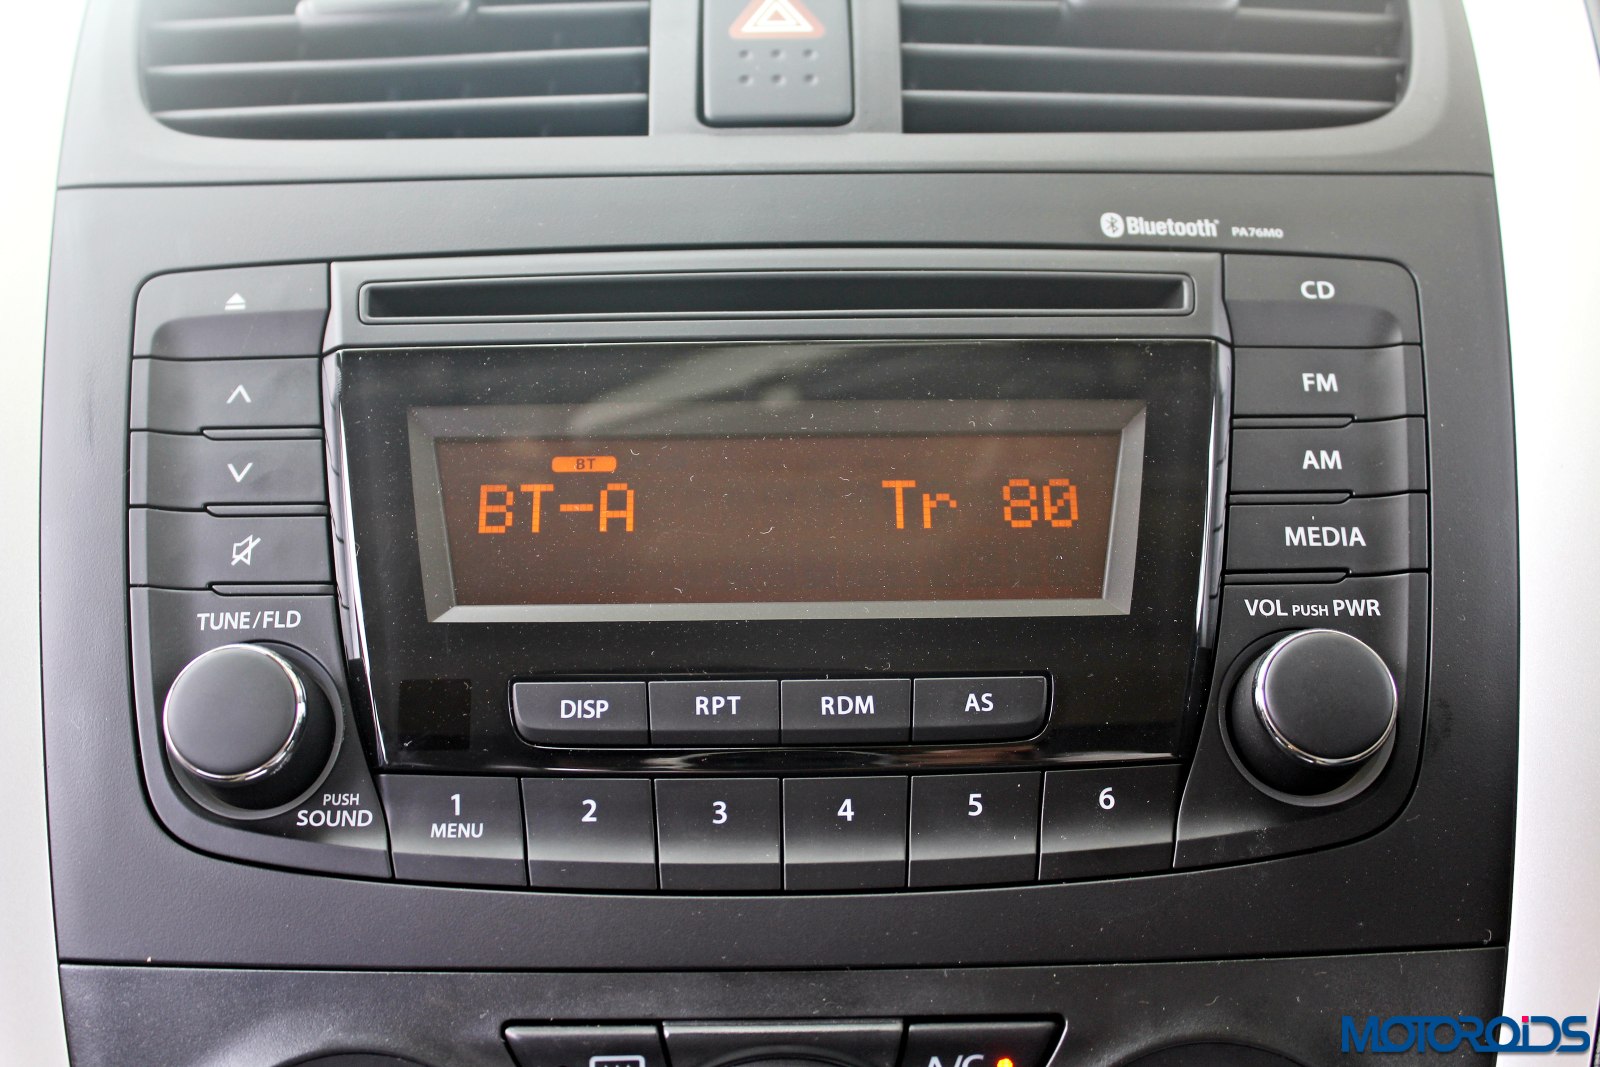 Bluetooth® PA76M0
CD
FM
AM
MEDIA
BT
BT-A Tr 80
TUNE/FLD
VOL PUSH PWR
DISP RPT RDM AS
PUSH
SOUND
1 2 3 4 5 6
MENU
A/C
MOTOROIDS